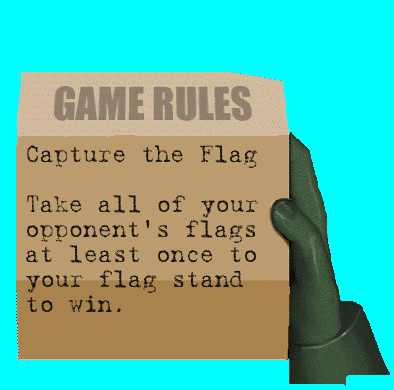 GAME RULES
Capture the Flag
Take all of your
opponent's flags
at least once to
your flag stand
to win.